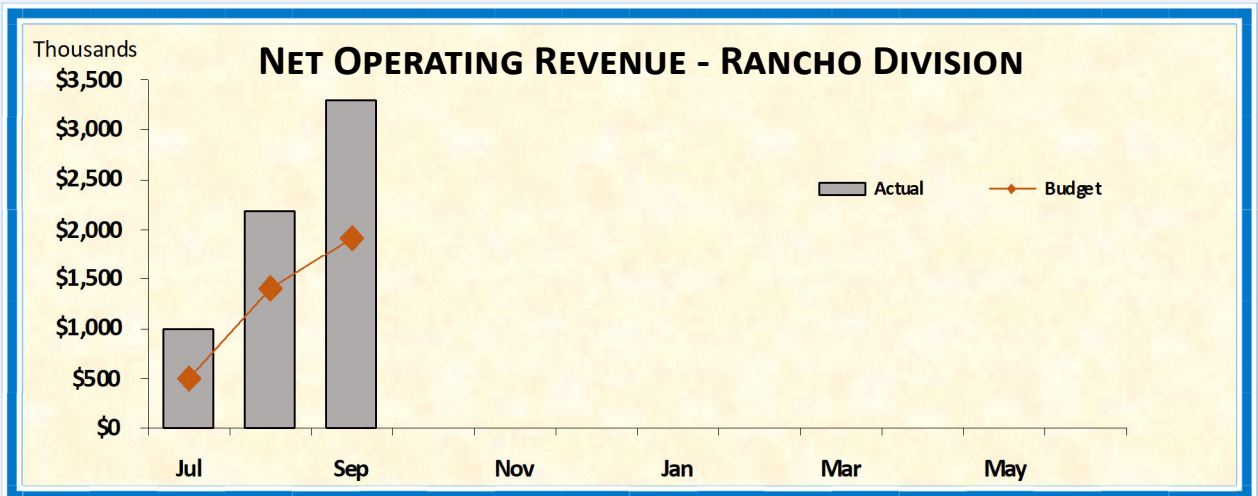 Thousands
NET OPERATING REVENUE - RANCHO DIVISION
$3,500
$3,000
$2,500
$2,000
$1,500
$1,000
$500
$0
Actual
Budget
Jul
Sep
Nov
Jan
Mar
May